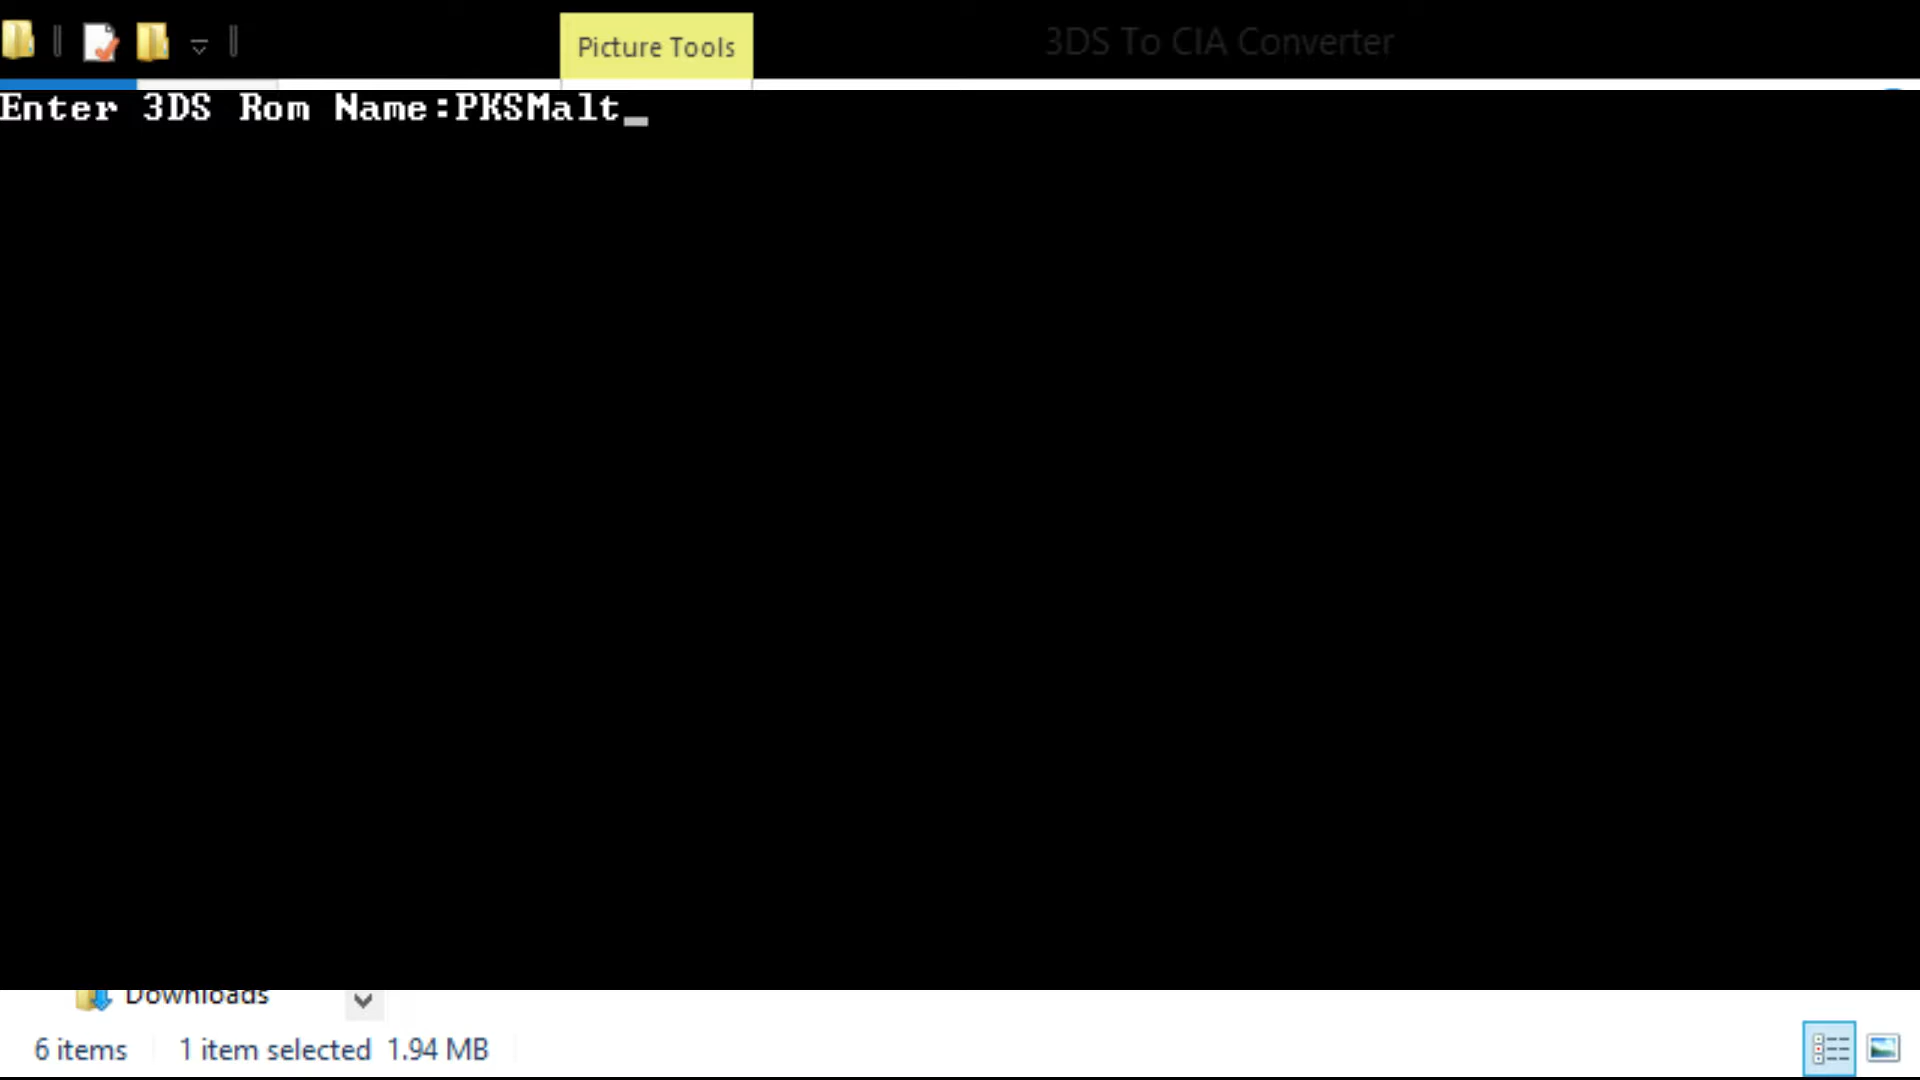 Picture Tools
3DS To CIA Converter
Enter 3DS Rom Name:PKSMalt_
Downloads
6 items
1 item selected 1.94 MB